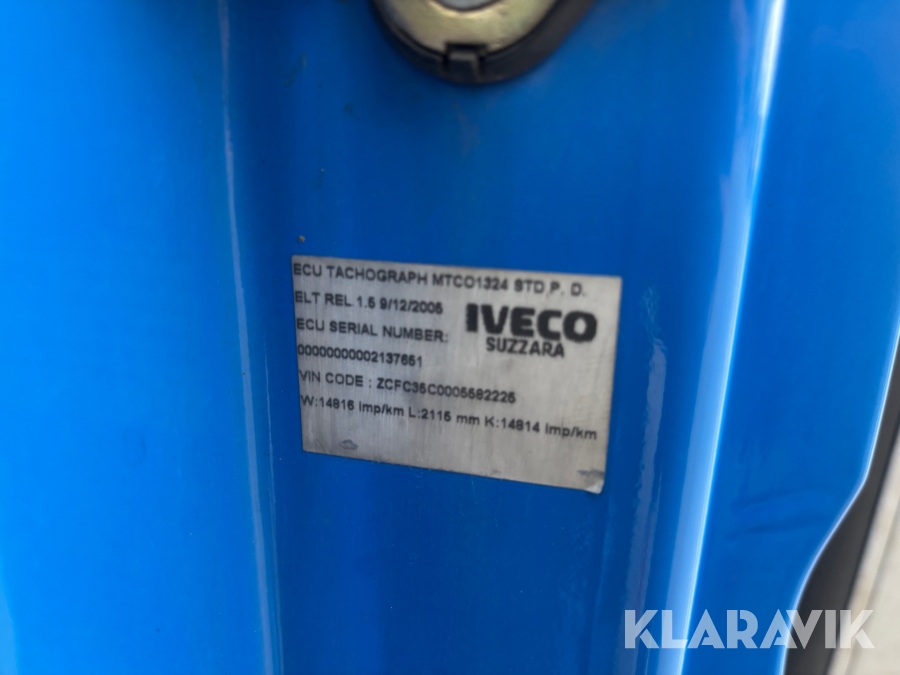 ECU TACHOGRAPH MTCO1324 STD P. D.
ELT REL 1.5 9/12/2005
IVECO
SUZZARA
ECU SERIAL NUMBER:
00000000002137651
VIN CODE : ZCFC35C0005582225
W:14816 imp/km L:2115 mm K:14814 imp/km
KLARAVIK